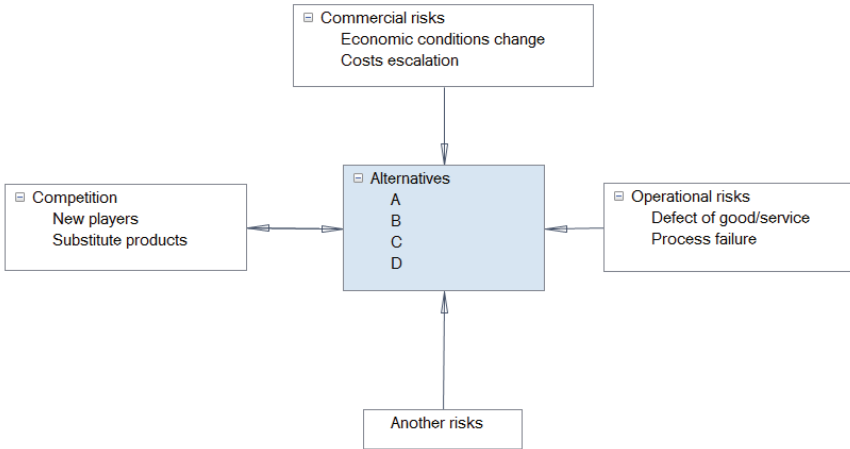 Commercial risks
Economic conditions change
Costs escalation
Competition
New players
Substitute products
Alternatives
A
B
C
D
Operational risks
Defect of good/service
Process failure
Another risks